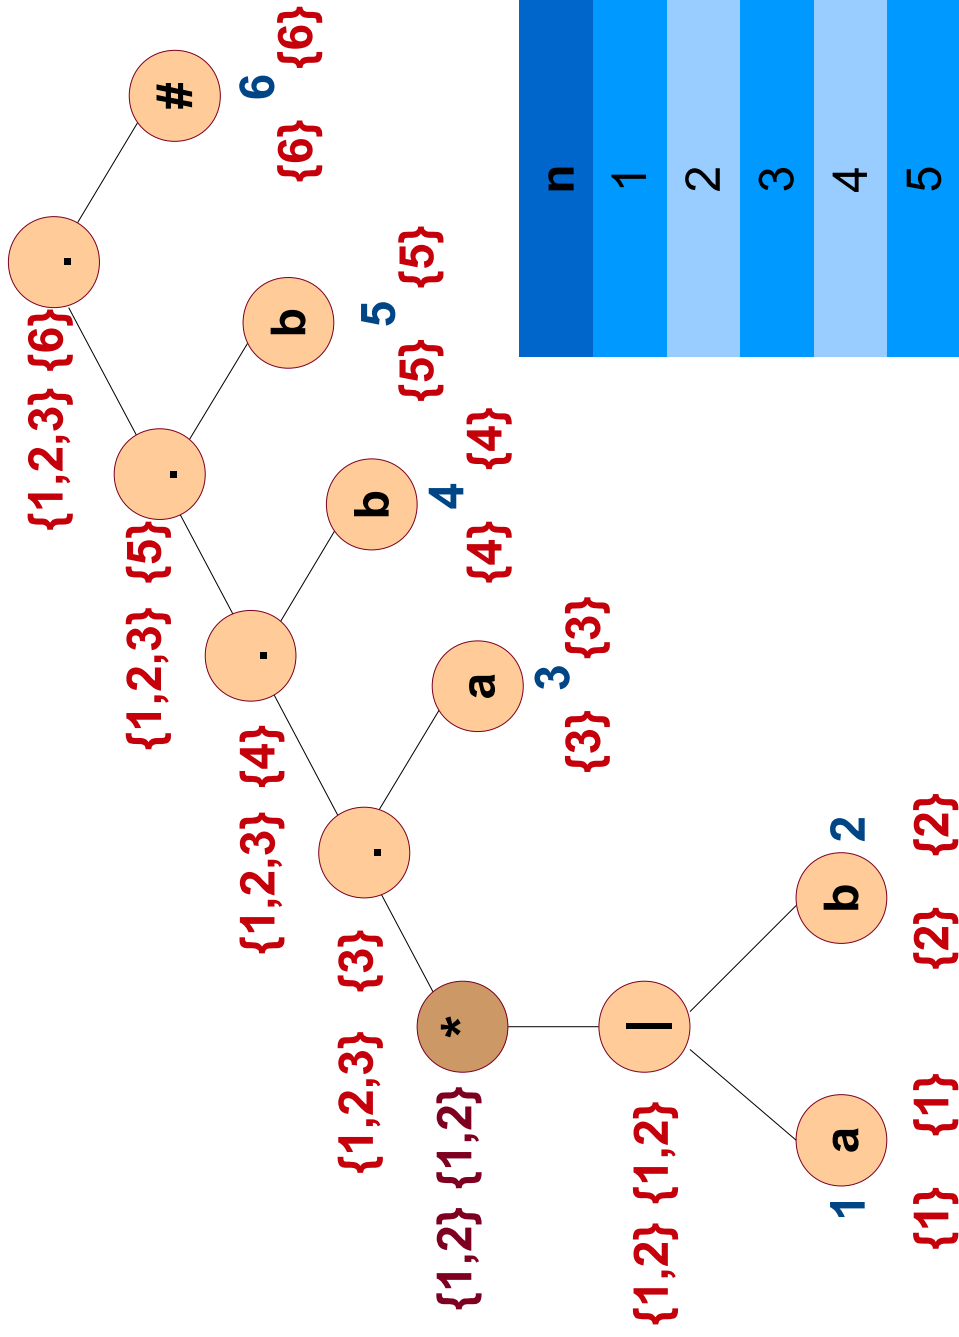 {1,2,3} {6} .
{1,2,3} {5} . #
6
{1,2,3} {4} . b
{6} {6}
{1,2,3} {3} . b 5
{5} {5}
{1,2} {1,2} * a 4
{4} {4}
3
{3} {3}
{1,2} {1,2} |
1 a b 2
{1} {1} {2} {2}
n
1
2
3
4
5